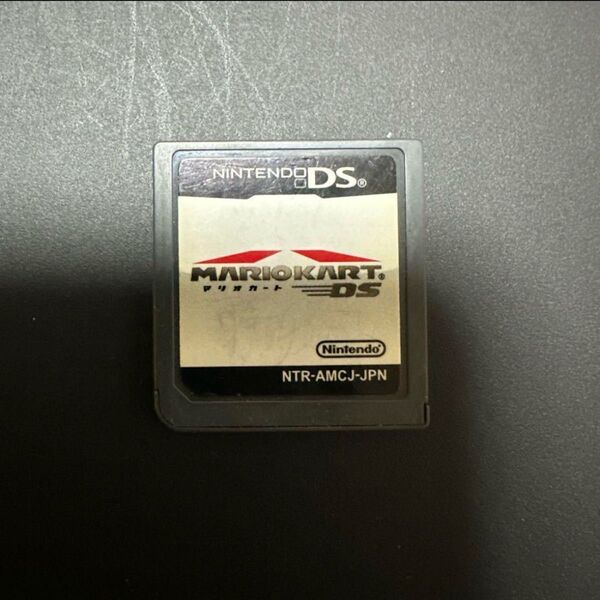 NINTENDO DS®
MARIOKART®
マリオカート DS
Nintendo®
NTR-AMCJ-JPN